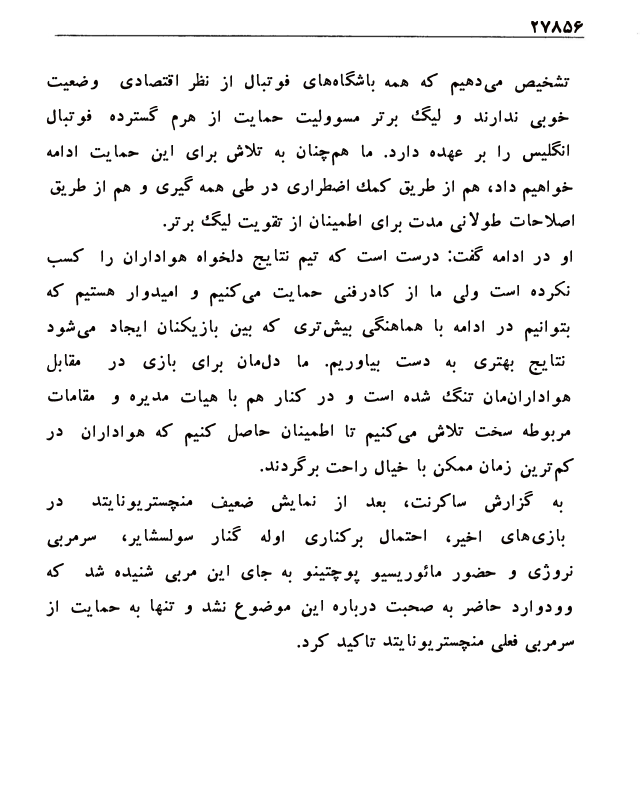 ۲۷۸۵۶
تشخیص می‌دهیم که همه باشگاه‌های فوتبال از نظر اقتصادی وضعیت
خوبی ندارند و لیگ برتر مسوولیت حمایت از هرم گسترده فوتبال
انگلیس را بر عهده دارد. ما هم‌چنان به تلاش برای این حمایت ادامه
خواهیم داد، هم از طریق کمک اضطراری در طی همه گیری و هم از طریق
اصلاحات طولانی مدت برای اطمینان از تقویت لیگ برتر.
او در ادامه گفت: درست است که تیم نتایج دلخواه هواداران را کسب
نکرده است ولی ما از کادرفنی حمایت می‌کنیم و امیدوار هستیم که
بتوانیم در ادامه با هماهنگی بیش‌تری که بین بازیکنان ایجاد می‌شود
نتایج بهتری به دست بیاوریم. ما دل‌مان برای بازی در مقابل
هواداران‌مان تنگ شده است و در کنار هم با هیات مدیره و مقامات
مربوطه سخت تلاش می‌کنیم تا اطمینان حاصل کنیم که هواداران در
کم‌ترین زمان ممکن با خیال راحت برگردند.
به گزارش ساکرنت، بعد از نمایش ضعیف منچستریونایتد در
بازی‌های اخیر، احتمال برکناری اوله گنار سولسشایر، سرمربی
نروژی و حضور مائوریسیو پوچتینو به جای این مربی شنیده شد که
وودوارد حاضر به صحبت درباره این موضوع نشد و تنها به حمایت از
سرمربی فعلی منچستریونایتد تاکید کرد.